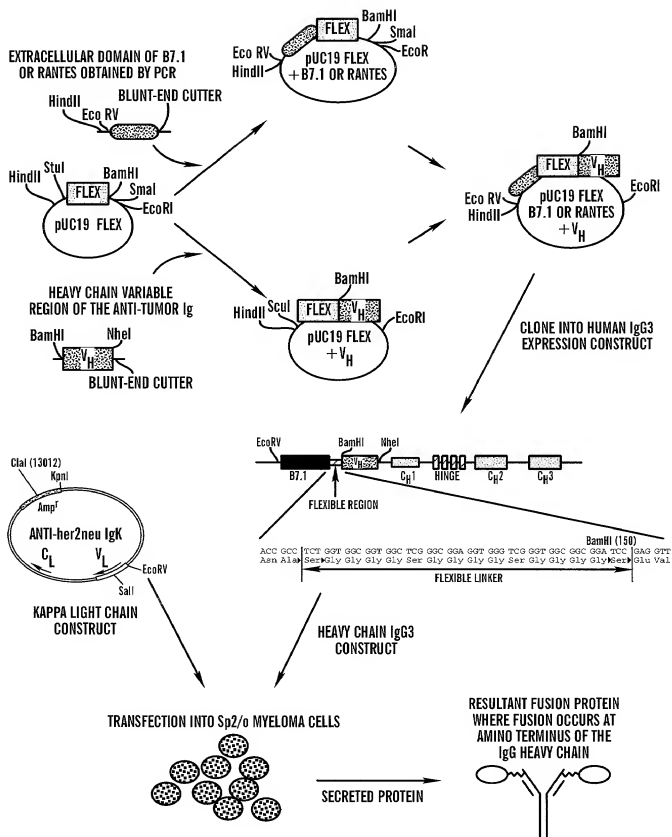 EXTRACELLULAR DOMAIN OF B7.1
OR RANTES OBTAINED BY PCR
HindII
Eco RV
BLUNT-END CUTTER
FLEX
BamHI
SmaI
EcoR
Eco RV
HindII
pUC19 FLEX
+B7.1 OR RANTES
HindII
StuI
FLEX
BamHI
SmaI
EcoRI
pUC19 FLEX
BamHI
FLEX
VH
EcoRI
Eco RV
HindII
pUC19 FLEX
B7.1 OR RANTES
+VH
HEAVY CHAIN VARIABLE
REGION OF THE ANTI-TUMOR Ig
BamHI
NheI
VH
BLUNT-END CUTTER
BamHI
HindII
ScuI
FLEX
VH
EcoRI
pUC19 FLEX
+VH
CLONE INTO HUMAN IgG3
EXPRESSION CONSTRUCT
EcoRV
BamHI
NheI
VH
B7.1
CH1
HINGE
CH2
CH3
FLEXIBLE REGION
ClaI (13012)
KpnI
Ampr
ANTI-her2neu IgK
CL
VL
EcoRV
SalI
KAPPA LIGHT CHAIN
CONSTRUCT
BamHI (150)
ACC GCC TCT GGT GGC GGT GGC TCG GGC GGA GGT GGG TCG GGT GGC GGC GGA TCC GAG GTT
Asn Ala Ser Gly Gly Gly Gly Ser Gly Gly Gly Gly Ser Gly Gly Gly Gly Ser Glu Val
FLEXIBLE LINKER
HEAVY CHAIN IgG3
CONSTRUCT
TRANSFECTION INTO Sp2/o MYELOMA CELLS
SECRETED PROTEIN
RESULTANT FUSION PROTEIN
WHERE FUSION OCCURS AT
AMINO TERMINUS OF THE
IgG HEAVY CHAIN